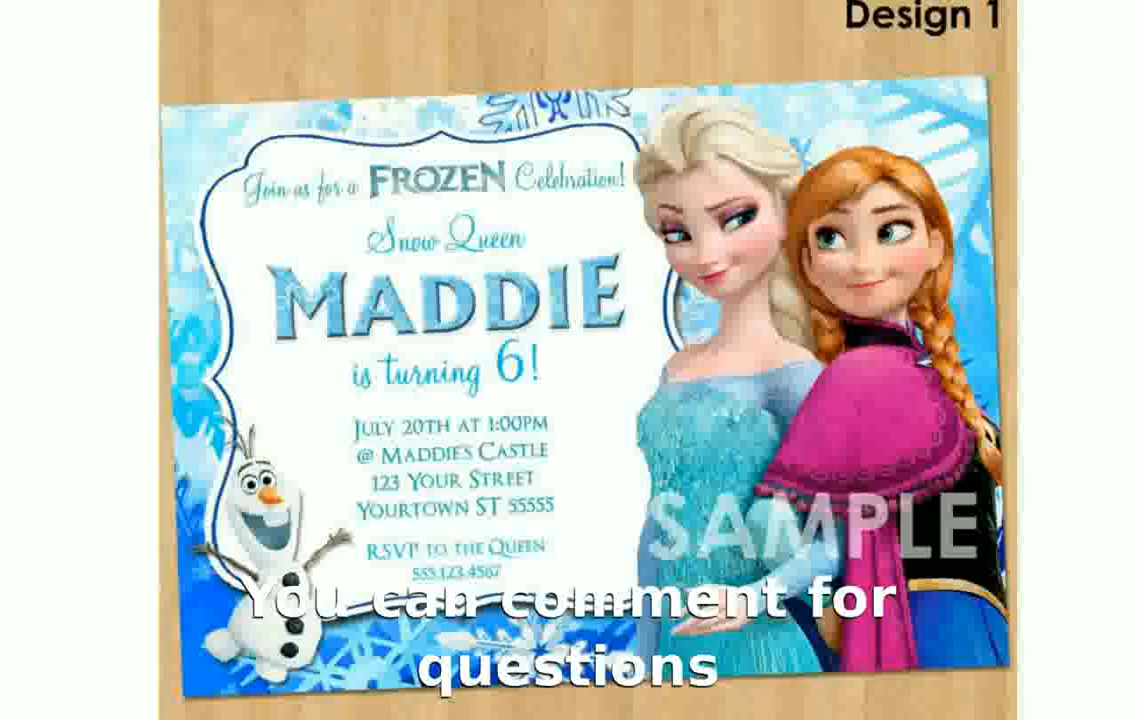 Design 1
Join us for a FROZEN Celebration!
Snow Queen
MADDIE
is turning 6!
JULY 20TH AT 1:00PM
@ MADDIE'S CASTLE
123 YOUR STREET
YOURTOWN ST 55555
RSVP TO THE QUEEN
555.123.4567
SAMPLE
You can comment for
questions